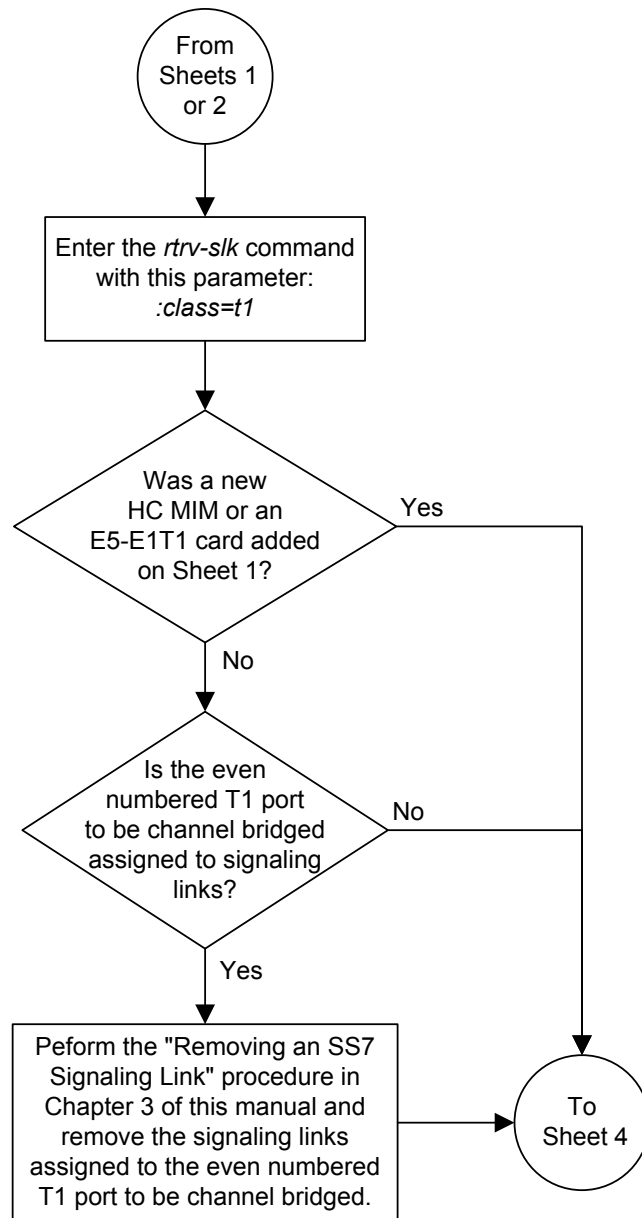 From
Sheets 1
or 2
Enter the rtrv-slk command
with this parameter:
:class=t1
Was a new
HC MIM or an
E5-E1T1 card added
on Sheet 1?
Yes
No
Is the even
numbered T1 port
to be channel bridged
assigned to signaling
links?
No
Yes
Peform the "Removing an SS7
Signaling Link" procedure in
Chapter 3 of this manual and
remove the signaling links
assigned to the even numbered
T1 port to be channel bridged.
To
Sheet 4